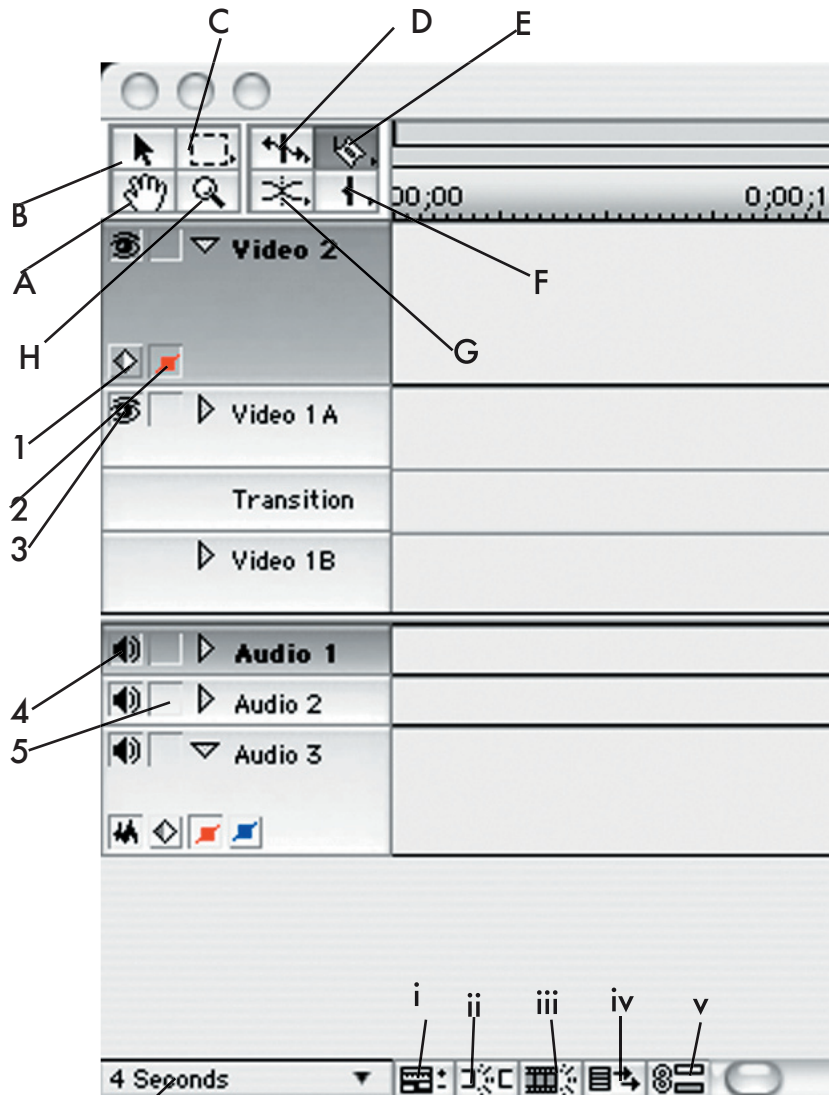 C
D
E
B
00;00
0;00;1
A
Video 2
F
H
G
1
Video 1A
2
Transition
3
Video 1B
Audio 1
4
Audio 2
5
Audio 3
i
ii
iii
iv
v
4 Seconds